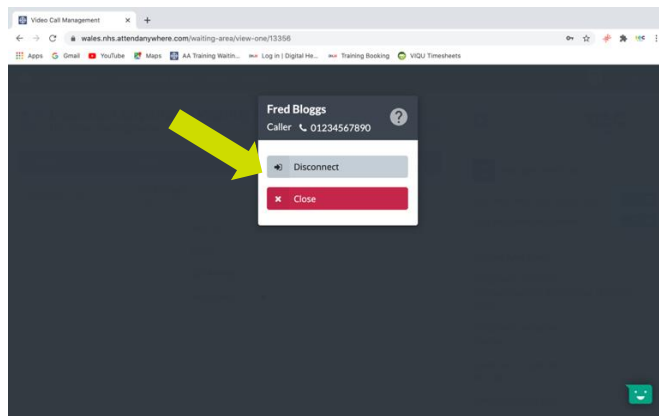 Video Call Management
wales.nhs.attendanywhere.com/waiting-area/view-one/13356
Apps Gmail YouTube Maps AA Training Waitin... Log in | Digital He... Training Booking VIQU Timesheets
Fred Bloggs
Caller 01234567890
Disconnect
Close